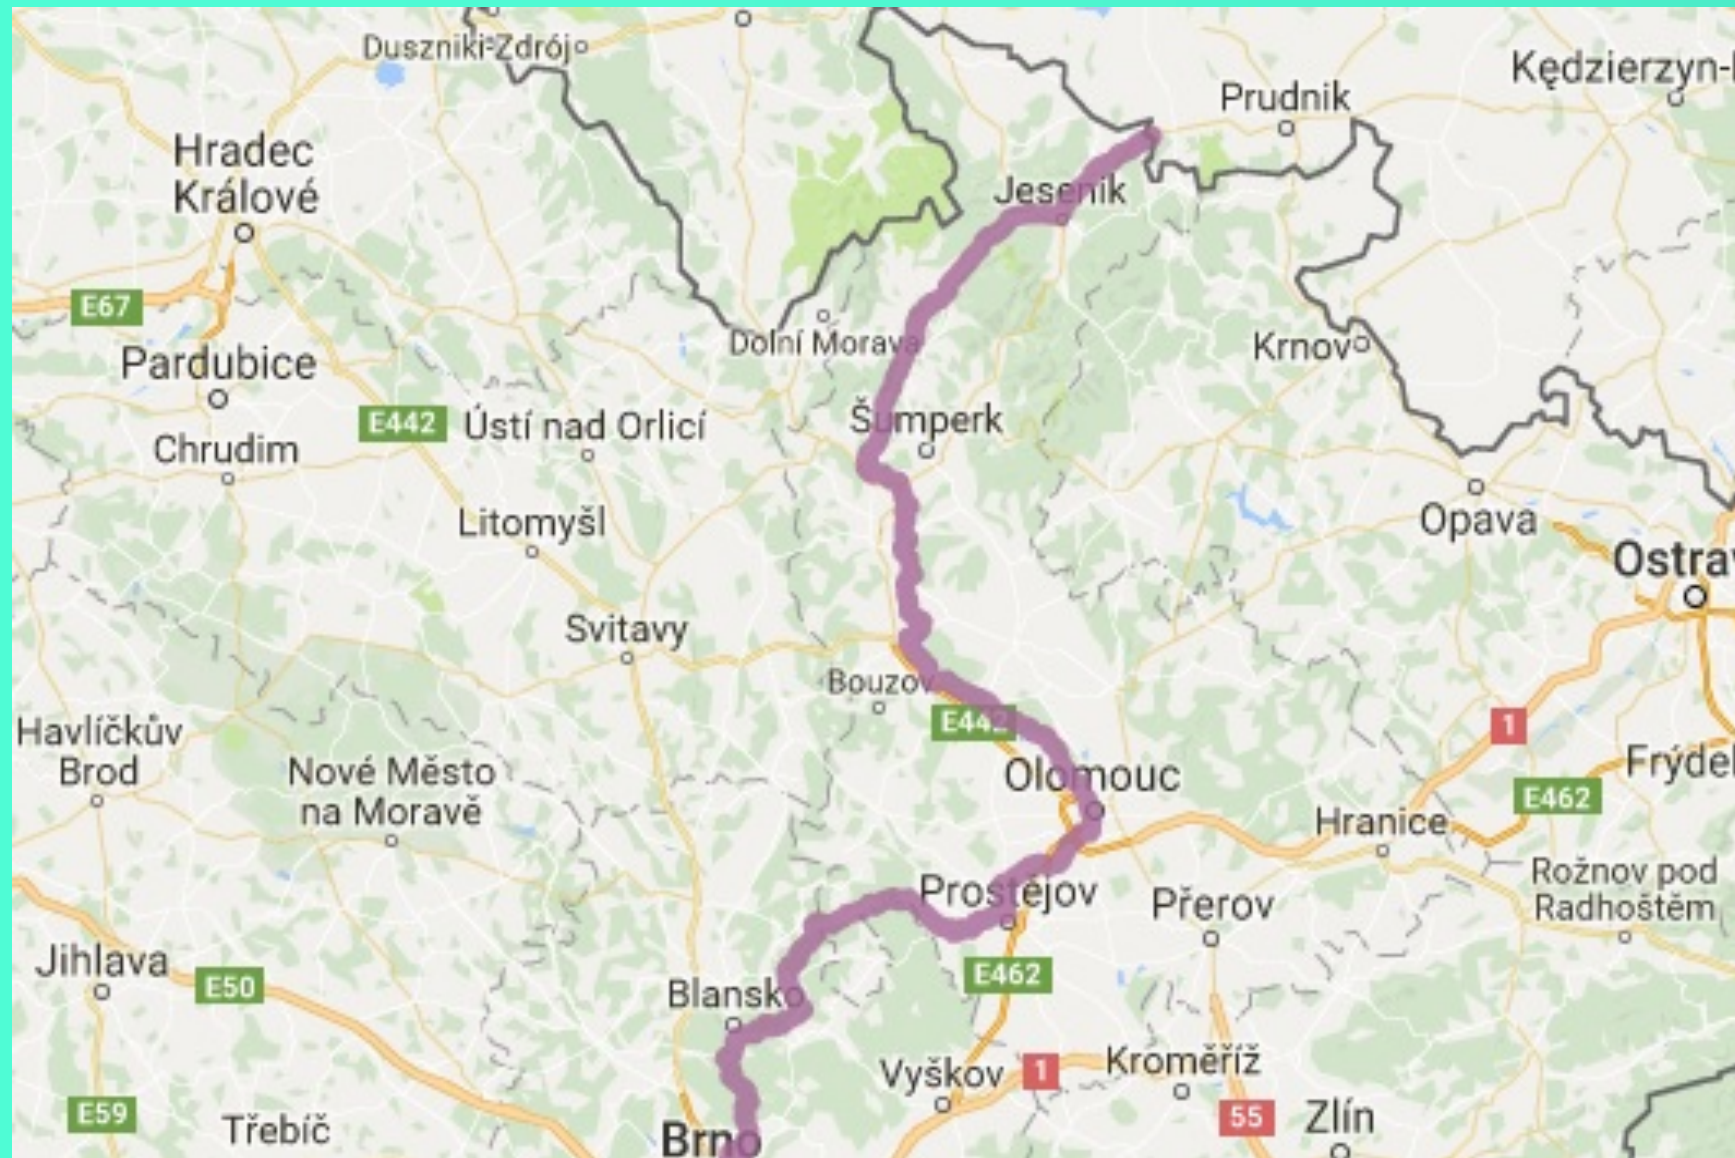 Duszniki-Zdrój
Prudnik
Kędzierzyn-
Hradec
Králové
Jeseník
E67
Dolní Morava
Krnov
Pardubice
E442
Ústí nad Orlicí
Šumperk
Chrudim
Litomyšl
Opava
Ostrav
Svitavy
Bouzov
E442
1
Havlíčkův
Brod
Nové Město
na Moravě
Olomouc
Frýdel
E462
Hranice
Prostějov
Přerov
Rožnov pod
Radhoštěm
Jihlava
E50
Blansko
E462
Vyškov
1
Kroměříž
E59
Třebíč
Brno
55
Zlín